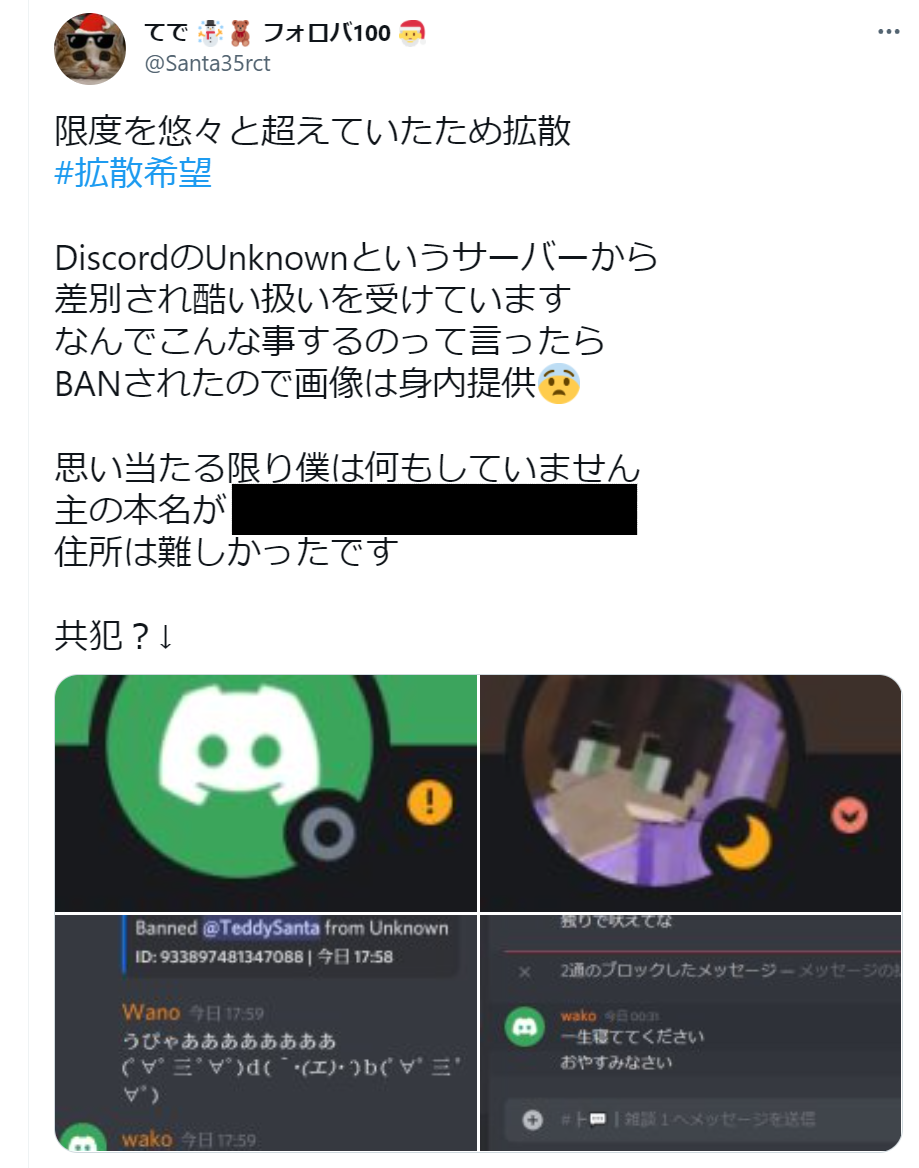 てで ⛄🧸 フォロバ100 🎅
@Santa35rct
限度を悠々と超えていたため拡散
#拡散希望
DiscordのUnknownというサーバーから
差別され酷い扱いを受けています
なんでこんな事するのって言ったら
BANされたので画像は身内提供😨
思い当たる限り僕は何もしていません
主の本名が
住所は難しかったです
共犯？↓
Banned @TeddySanta from Unknown
ID: 933897481347088 | 今日 17:58
Wano 今日 17:59
うぴゃああああああああ
(ﾟ∀ﾟ三ﾟ∀ﾟ)d(¯･(エ)･᷄)b(ﾟ∀ﾟ三ﾟ
∀ﾟ)
wako 今日 17:59
独りで吠えてな
2通のブロックしたメッセージ — メッセージの
wako 今日 00:31
一生寝ててください
おやすみなさい
#ト💬｜雑談１へメッセージを送信